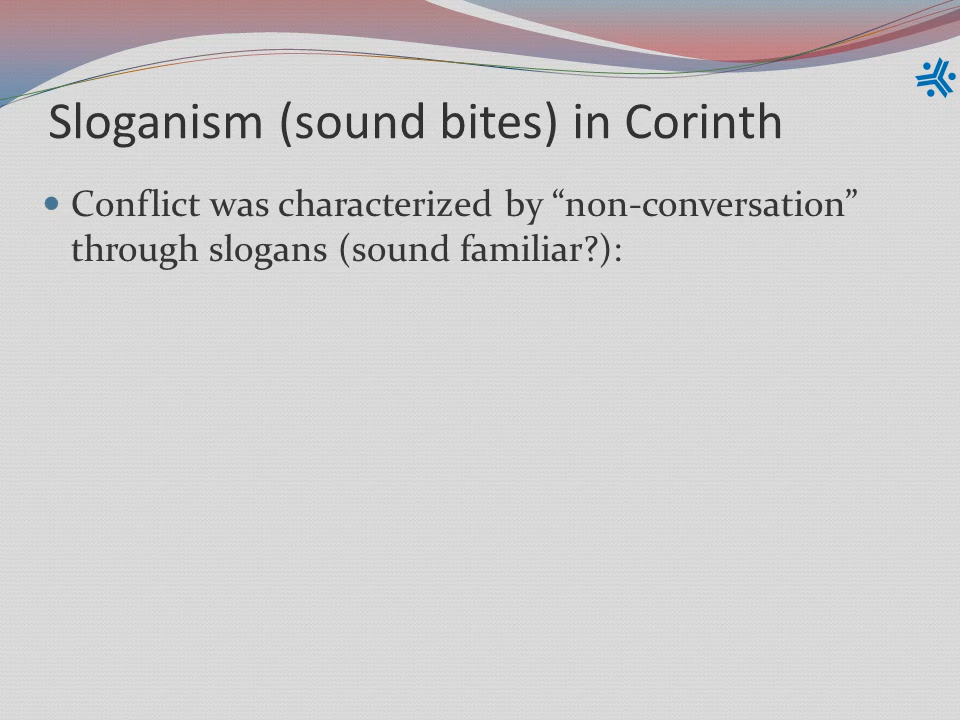 Sloganism (sound bites) in Corinth
Conflict was characterized by “non-conversation”
through slogans (sound familiar?):